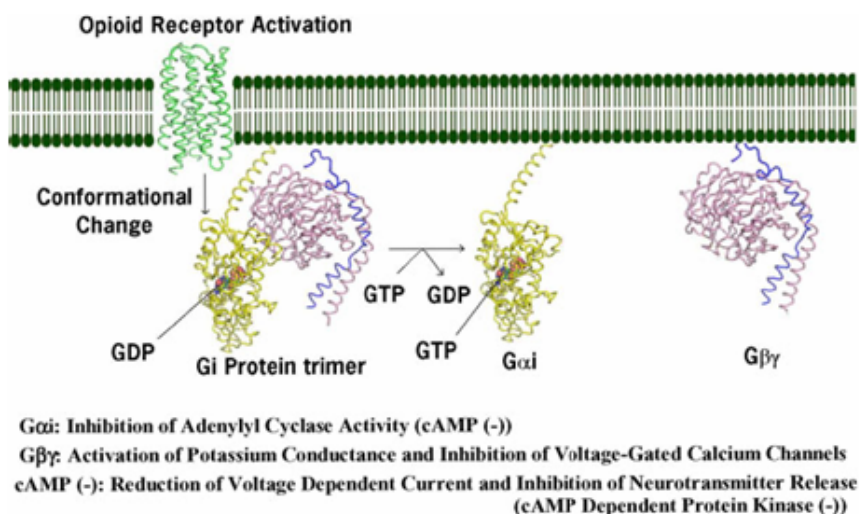 Opioid Receptor Activation
Conformational
Change
GDP
Gi Protein trimer
GTP GDP
GTP
Gαi
Gβγ
Gαi: Inhibition of Adenylyl Cyclase Activity (cAMP (-))
Gβγ: Activation of Potassium Conductance and Inhibition of Voltage-Gated Calcium Channels
cAMP (-): Reduction of Voltage Dependent Current and Inhibition of Neurotransmitter Release
(cAMP Dependent Protein Kinase (-))